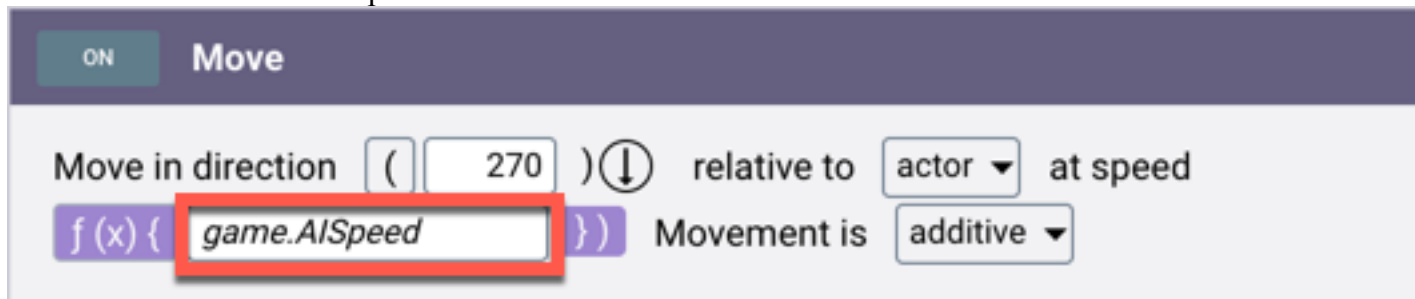 ON Move
Move in direction ( 270 ) relative to actor at speed
ƒ (x) { game.AISpeed } ) Movement is additive